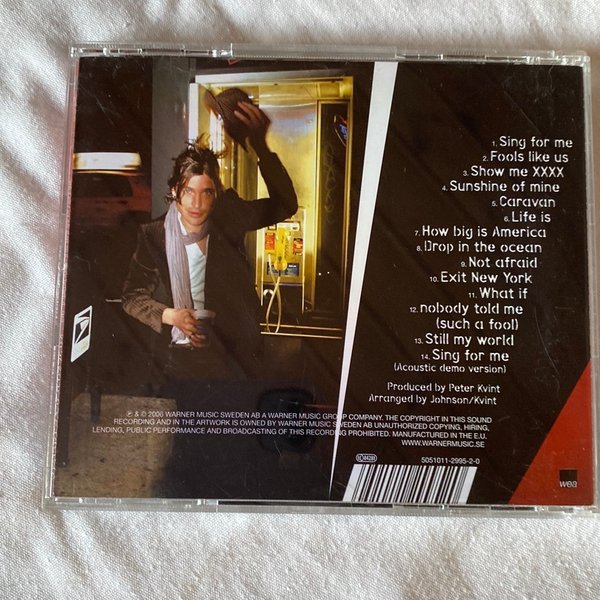 1. Sing for me
2. Fools like us
3. Show me XXXX
4. Sunshine of mine
5. Caravan
6. Life is
7. How big is America
8. Drop in the ocean
9. Not afraid
10. Exit New York
11. What if
12. nobody told me
(such a fool)
13. Still my world
14. Sing for me
(Acoustic demo version)
Produced by Peter Kvint
Arranged by Johnson/Kvint
℗ & © 2006 WARNER MUSIC SWEDEN AB A WARNER MUSIC GROUP COMPANY. THE COPYRIGHT IN THIS SOUND
RECORDING AND IN THE ARTWORK IS OWNED BY WARNER MUSIC SWEDEN AB UNAUTHORIZED COPYING, HIRING,
LENDING, PUBLIC PERFORMANCE AND BROADCASTING OF THIS RECORDING PROHIBITED. MANUFACTURED IN THE E.U.
WWW.WARNERMUSIC.SE
5051011-2995-2-0
wea